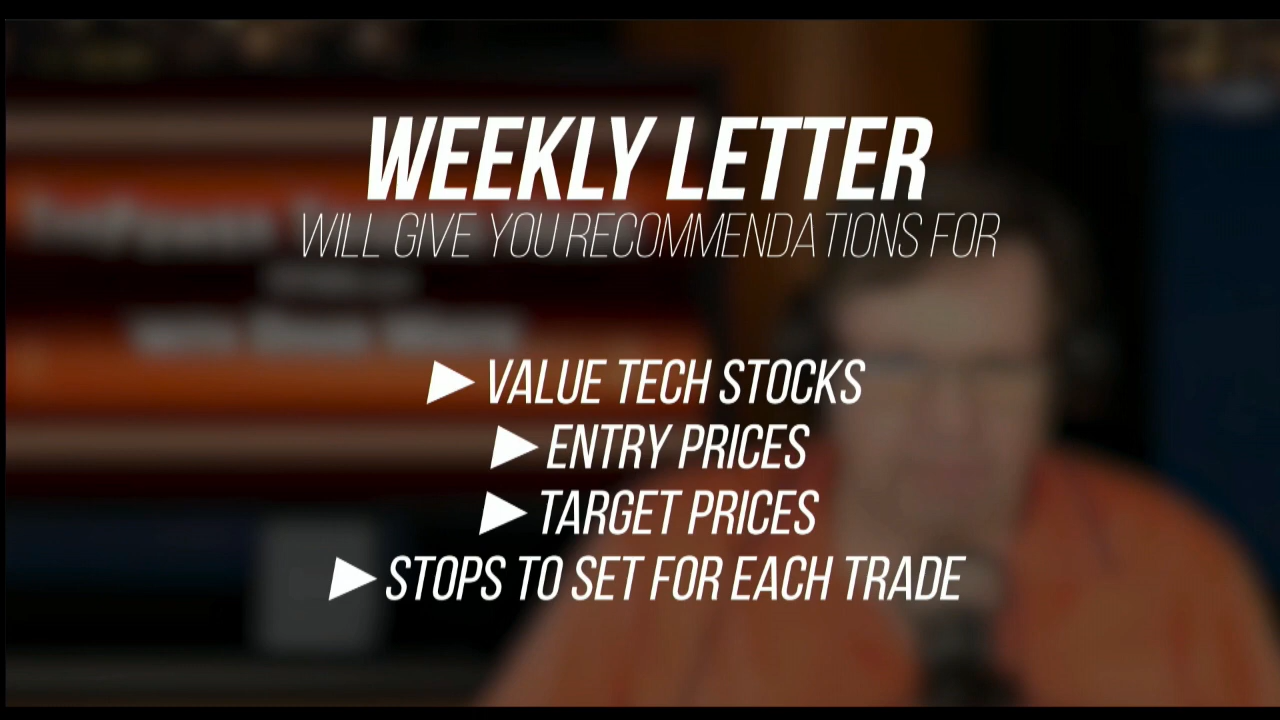 WEEKLY LETTER
WILL GIVE YOU RECOMMENDATIONS FOR
▶ VALUE TECH STOCKS
▶ ENTRY PRICES
▶ TARGET PRICES
▶ STOPS TO SET FOR EACH TRADE